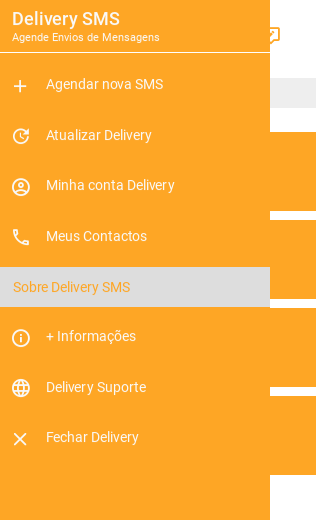 Delivery SMS
Agende Envios de Mensagens
Agendar nova SMS
Atualizar Delivery
Minha conta Delivery
Meus Contactos
Sobre Delivery SMS
+ Informações
Delivery Suporte
Fechar Delivery